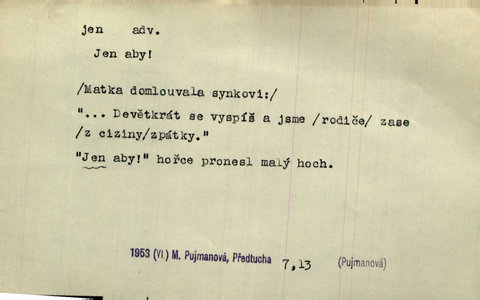 jen adv.
Jen aby!
/Matka domlouvala synkovi:/
"... Devětkrát se vyspíš a jsme /rodiče/ zase
/z ciziny/zpátky."
"Jen aby!" hořce pronesl malý hoch.
1953 (VI.) M. Pujmanová, Předtucha 7,13 (Pujmanová)